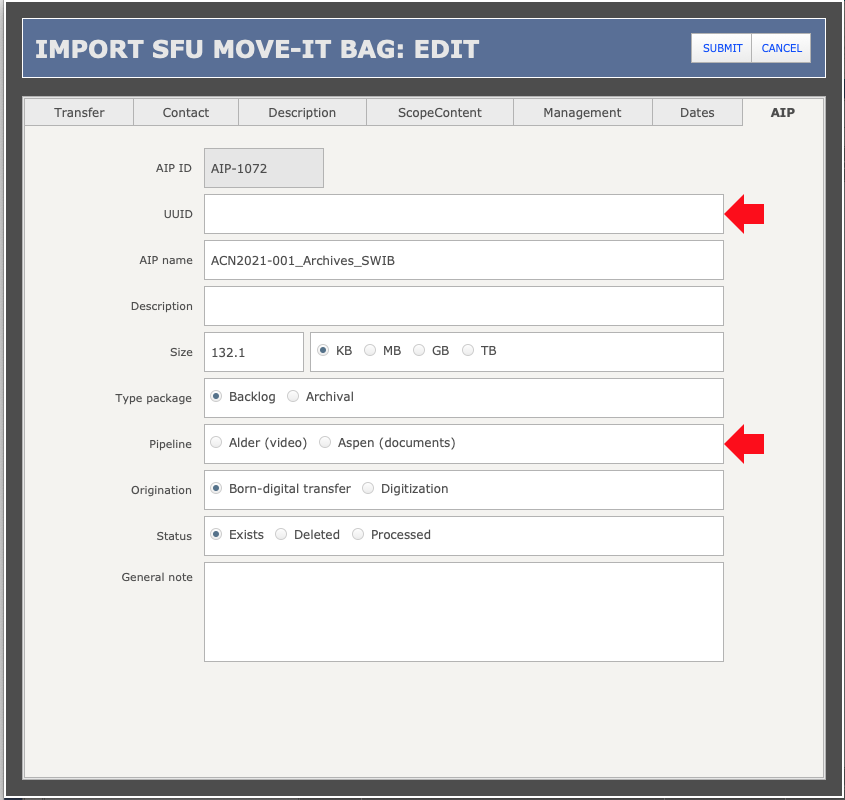 IMPORT SFU MOVE-IT BAG: EDIT
SUBMIT CANCEL
Transfer Contact Description ScopeContent Management Dates AIP
AIP ID AIP-1072
UUID
AIP name ACN2021-001_Archives_SWIB
Description
Size 132.1 KB MB GB TB
Type package Backlog Archival
Pipeline Alder (video) Aspen (documents)
Origination Born-digital transfer Digitization
Status Exists Deleted Processed
General note